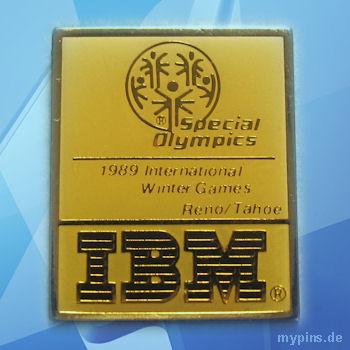 ® Special
Olympics
1989 International
Winter Games
Reno/Tahoe
IBM®
mypins.de